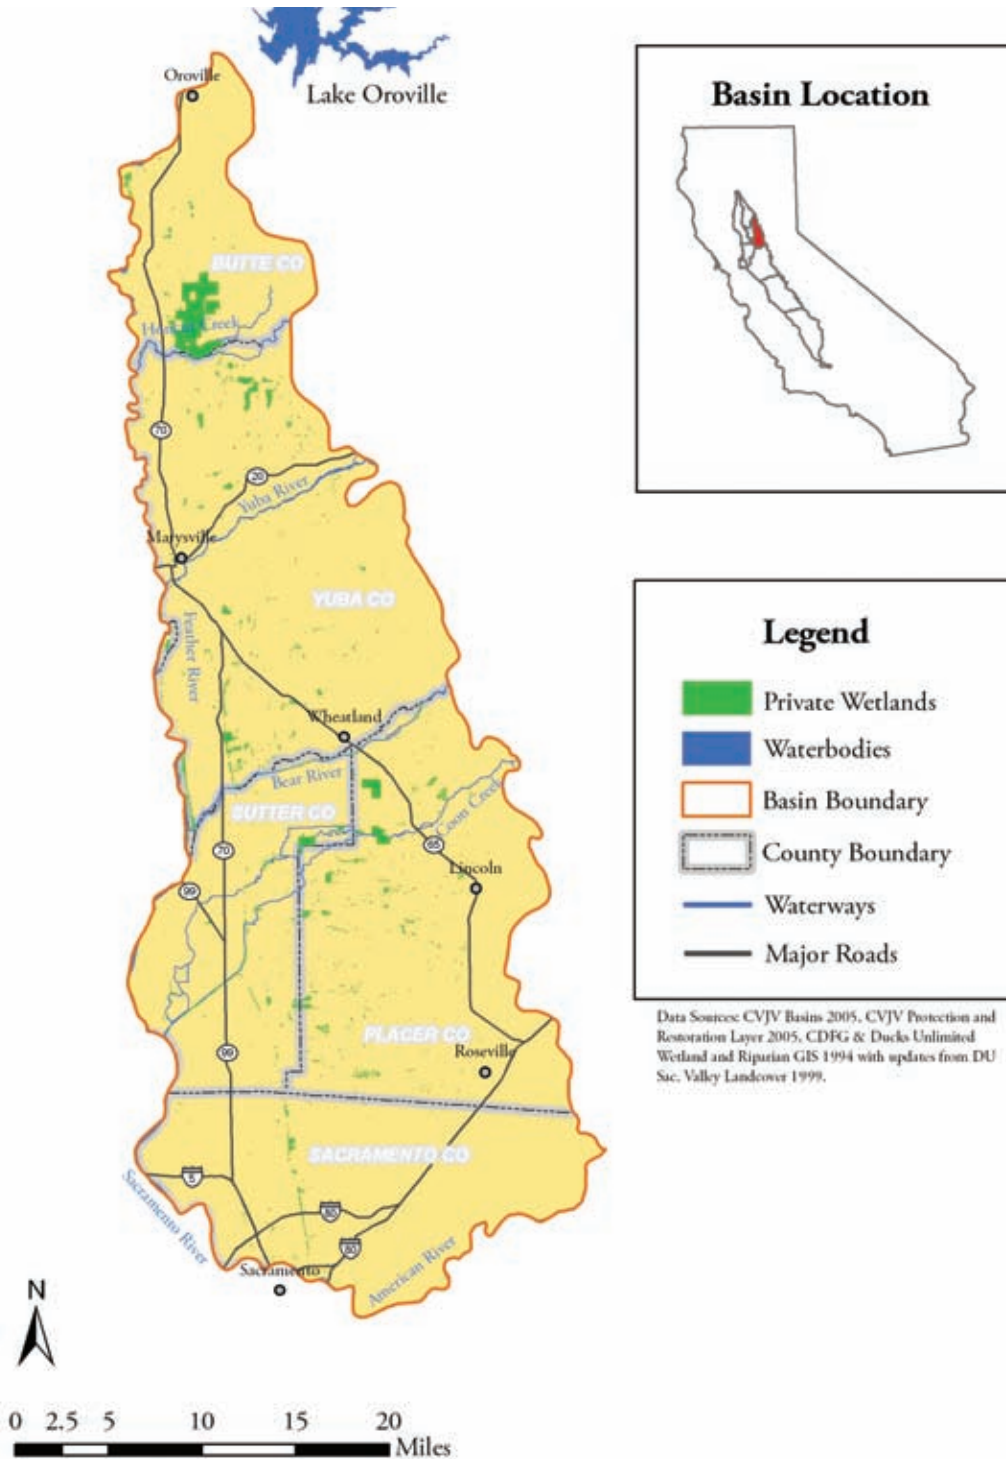 Oroville
Lake Oroville
BUTTE CO
Honcut Creek
70
20
Yuba River
Marysville
YUBA CO
Feather River
Wheatland
Bear River
SUTTER CO
Coon Creek
70
65
99
Lincoln
PLACER CO
99
Roseville
SACRAMENTO CO
5
80
Sacramento River
80
Sacramento
American River
N
0 2.5 5 10 15 20
Miles
Basin Location
Legend
Private Wetlands
Waterbodies
Basin Boundary
County Boundary
Waterways
Major Roads
Data Sources: CVJV Basins 2005, CVJV Protection and
Restoration Layer 2005, CDFG & Ducks Unlimited
Wetland and Riparian GIS 1994 with updates from DU
Sac. Valley Landcover 1999.